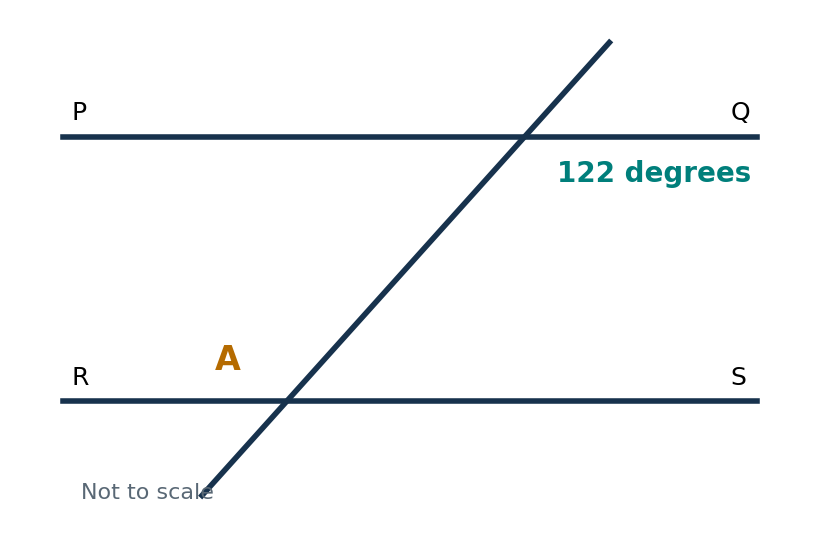 P Q
122 degrees
A
R S
Not to scale